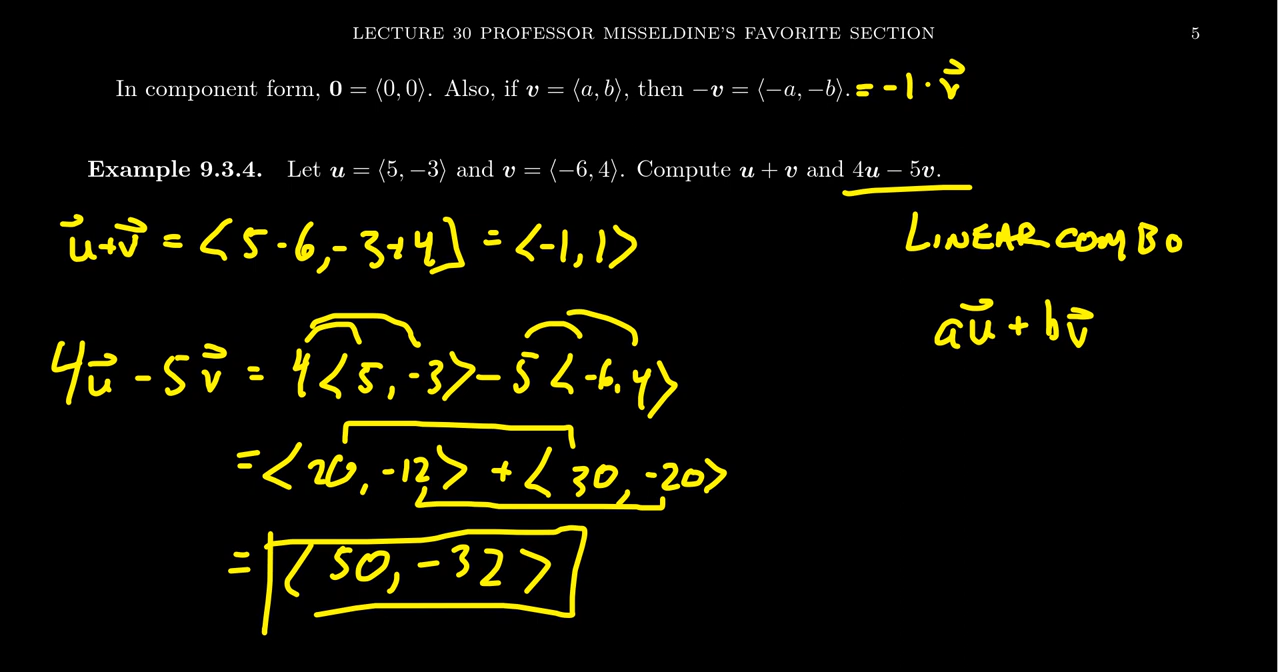 LECTURE 30 PROFESSOR MISSELDINE'S FAVORITE SECTION 5
In component form, 0 = ⟨0, 0⟩. Also, if v = ⟨a, b⟩, then −v = ⟨−a, −b⟩. = -1 · v⃗
Example 9.3.4. Let u = ⟨5, −3⟩ and v = ⟨−6, 4⟩. Compute u + v and 4u − 5v.
u⃗+v⃗ = ⟨5-6, -3+4] = ⟨-1, 1⟩
LINEAR COMBO
au⃗ + bv⃗
4u⃗ - 5v⃗ = 4⟨5, -3⟩ - 5⟨-6, 4⟩
= ⟨20, -12⟩ + ⟨30, -20⟩
= ⟨50, -32⟩